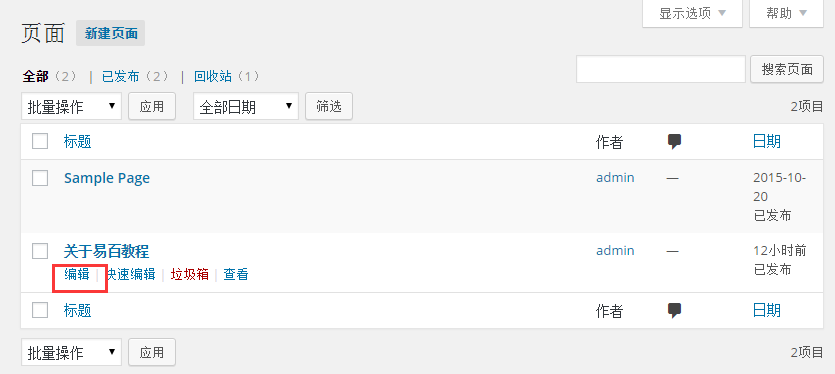 显示选项 帮助
页面 新建页面
全部（2） | 已发布（2） | 回收站（1）
搜索页面
批量操作 应用 全部日期 筛选 2项目
标题 作者 日期
Sample Page admin — 2015-10-
20
已发布
关于易百教程 admin — 12小时前
已发布
编辑 | 快速编辑 | 垃圾箱 | 查看
标题 作者 日期
批量操作 应用 2项目